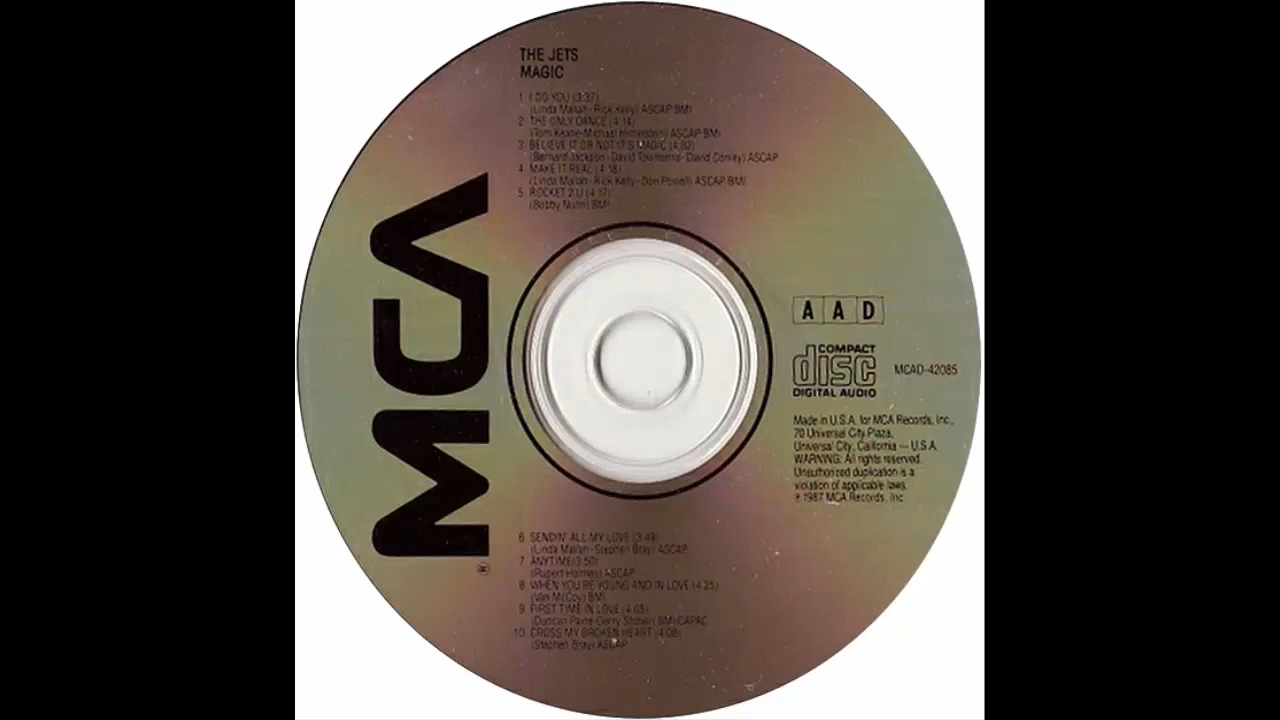 THE JETS
MAGIC
1. I DO YOU (3:37)
(Linda Mallah - Rick Kelly) ASCAP BMI
2. THE ONLY DANCE (4:14)
(Tom Keane-Michael Himelstein) ASCAP-BMI
3. BELIEVE IT OR NOT IT'S MAGIC (4:02)
(Bernard Jackson - David Townsend - David Conley) ASCAP
4. MAKE IT REAL (4:18)
(Linda Mallah - Rick Kelly - Don Powell) ASCAP BMI
5. ROCKET 2 U (4:17)
(Bobby Nunn) BMI
MCA
®
A A D
COMPACT
disc
DIGITAL AUDIO
MCAD-42085
Made in U.S.A. for MCA Records, Inc.,
70 Universal City Plaza,
Universal City, California — U.S.A.
WARNING: All rights reserved.
Unauthorized duplication is a
violation of applicable laws.
℗ 1987 MCA Records, Inc.
6. SENDIN' ALL MY LOVE (3:49)
(Linda Mallah - Stephen Bray) ASCAP
7. ANYTIME (3:50)
(Rupert Holmes) ASCAP
8. WHEN YOU'RE YOUNG AND IN LOVE (4:25)
(Van McCoy) BMI
9. FIRST TIME IN LOVE (4:05)
(Duncan Payne-Gerry Stober) BMI/CAPAC
10. CROSS MY BROKEN HEART (4:08)
(Stephen Bray) ASCAP